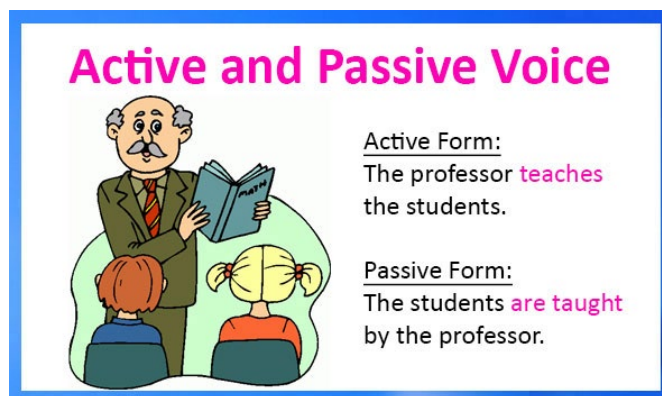 Active and Passive Voice
MATH
Active Form:
The professor teaches
the students.
Passive Form:
The students are taught
by the professor.